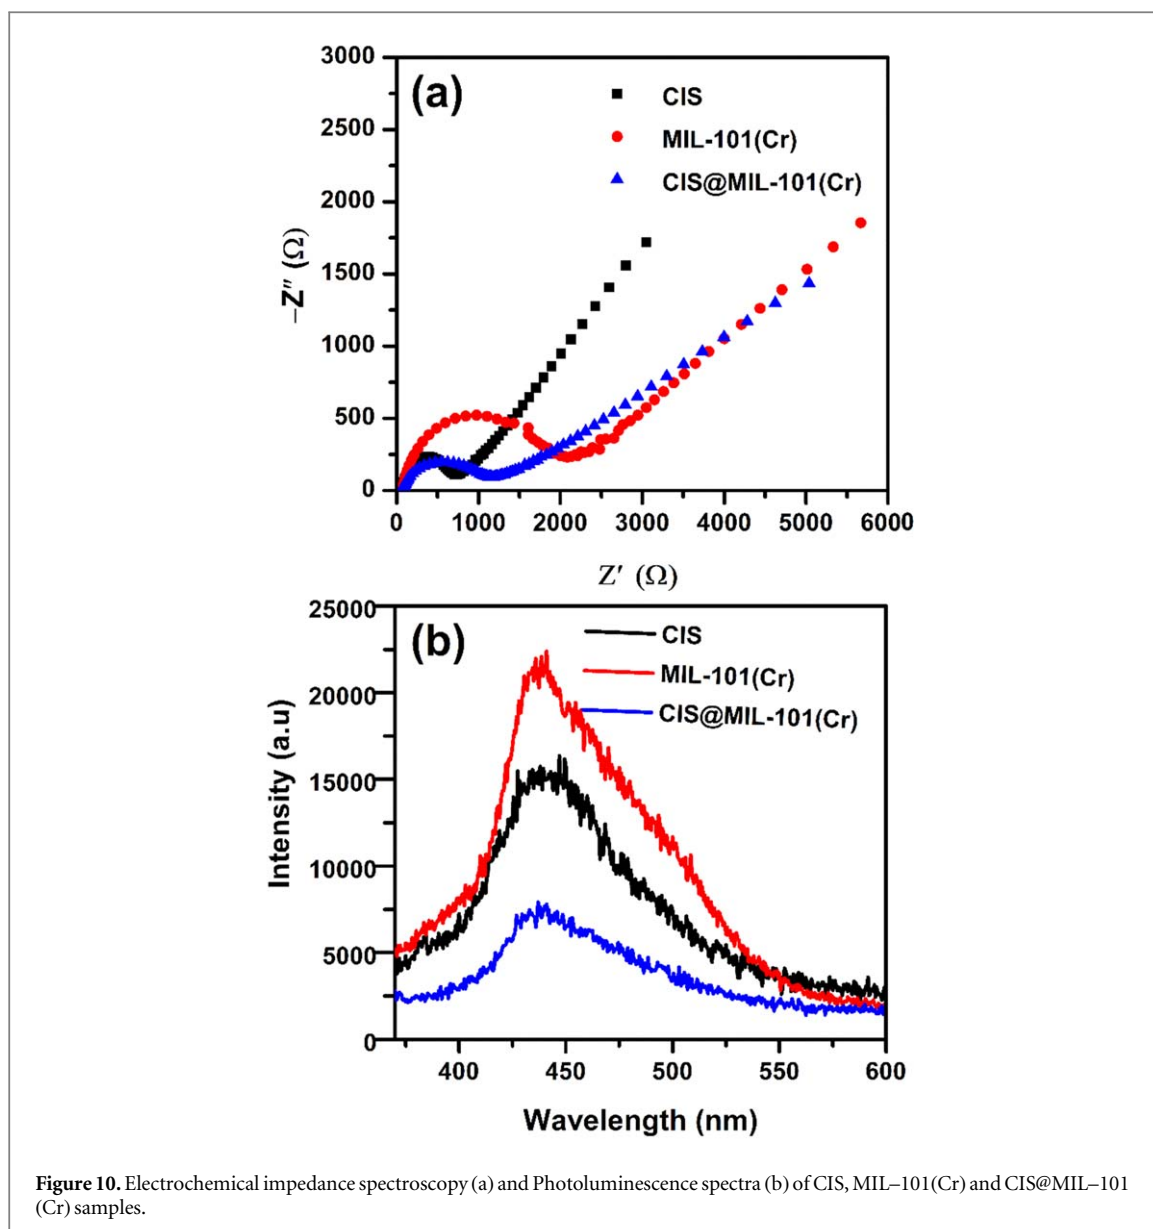 3000
(a)
CIS
2500
MIL-101(Cr)
2000
CIS@MIL-101(Cr)
−Z″ (Ω)
1500
1000
500
0
0 1000 2000 3000 4000 5000 6000
Z′ (Ω)
25000
(b)
CIS
MIL-101(Cr)
20000
CIS@MIL-101(Cr)
Intensity (a.u)
15000
10000
5000
0
400 450 500 550 600
Wavelength (nm)
Figure 10. Electrochemical impedance spectroscopy (a) and Photoluminescence spectra (b) of CIS, MIL–101(Cr) and CIS@MIL–101
(Cr) samples.